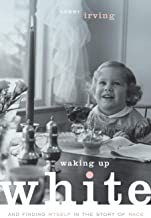 debby
irving
waking up
white
AND FINDING MYSELF IN THE STORY OF RACE